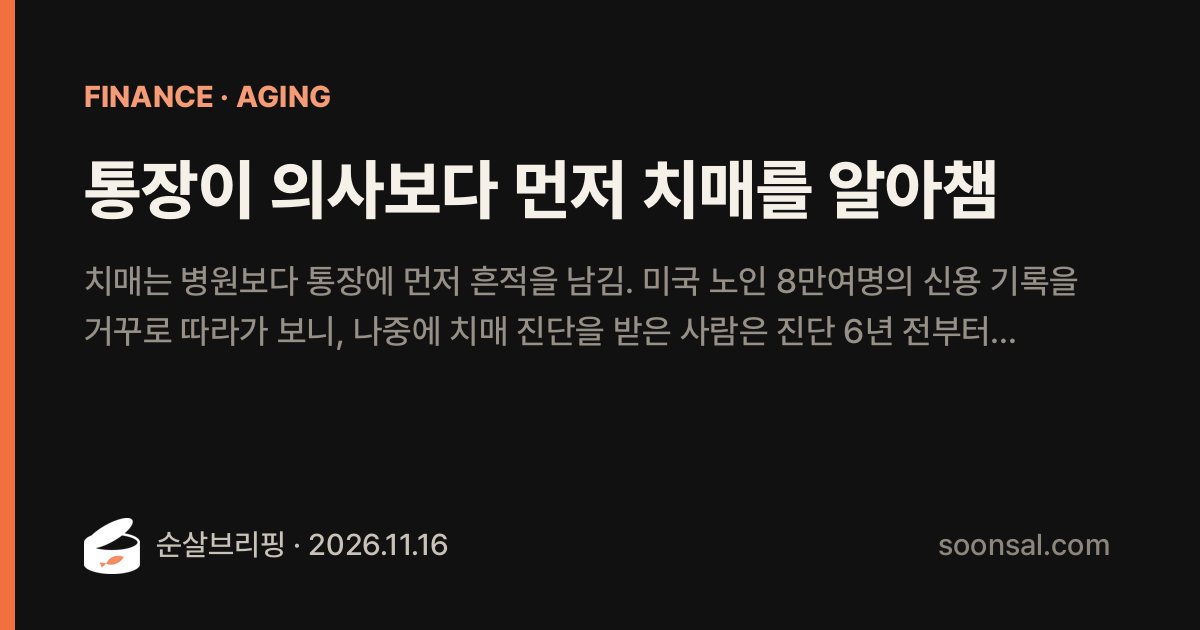 FINANCE · AGING
통장이 의사보다 먼저 치매를 알아챔
치매는 병원보다 통장에 먼저 흔적을 남김. 미국 노인 8만여명의 신용 기록을
거꾸로 따라가 보니, 나중에 치매 진단을 받은 사람은 진단 6년 전부터...
순살브리핑 · 2026.11.16
soonsal.com